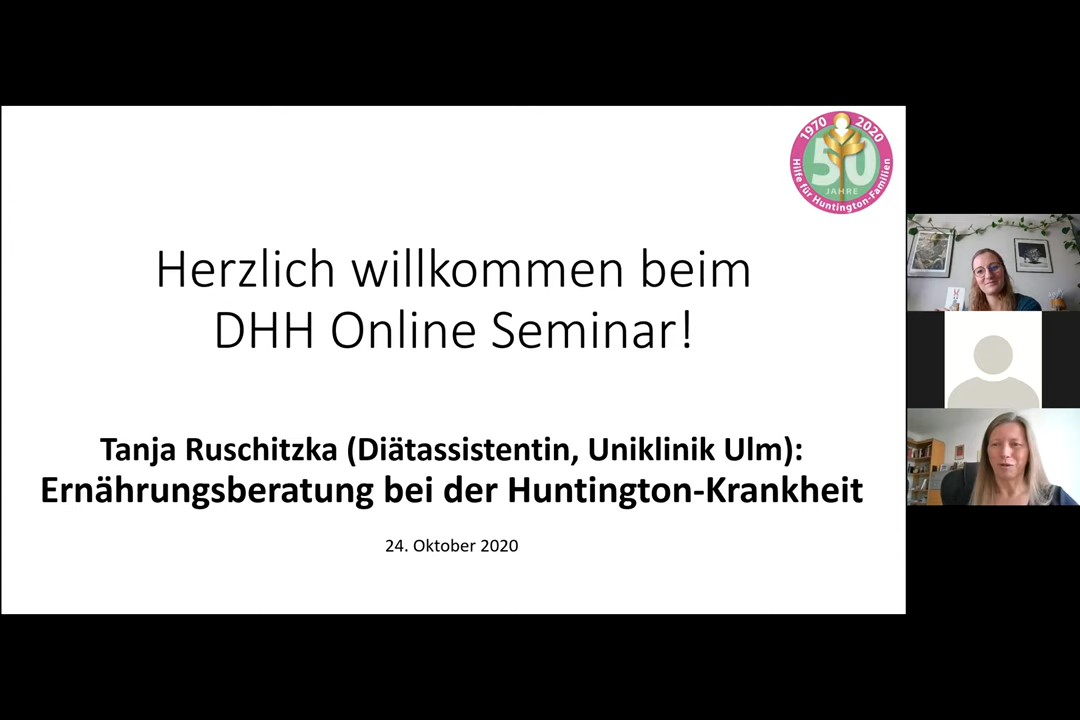 1970 2020
50
JAHRE
Hilfe für Huntington-Familien
Herzlich willkommen beim
DHH Online Seminar!
Tanja Ruschitzka (Diätassistentin, Uniklinik Ulm):
Ernährungsberatung bei der Huntington-Krankheit
24. Oktober 2020